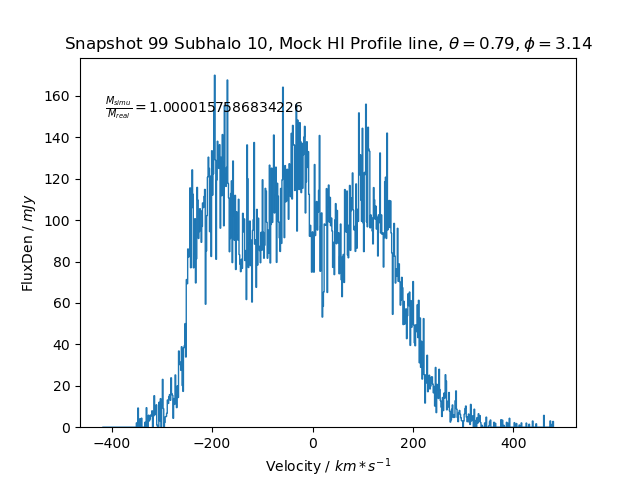 Snapshot 99 Subhalo 10, Mock HI Profile line, θ = 0.79, ϕ = 3.14
M_simu/M_real = 1.0000157586834226
FluxDen / mJy
160
140
120
100
80
60
40
20
0
−400 −200 0 200 400
Velocity / km * s⁻¹